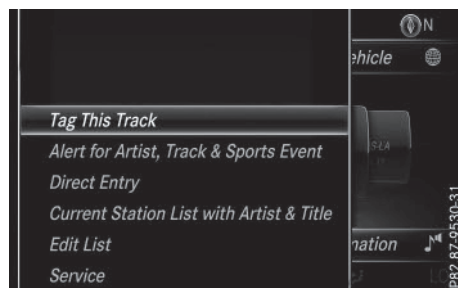 N
ehicle
Tag This Track
Alert for Artist, Track & Sports Event
Direct Entry
Current Station List with Artist & Title
Edit List
mation
Service
P82.87-9530-31